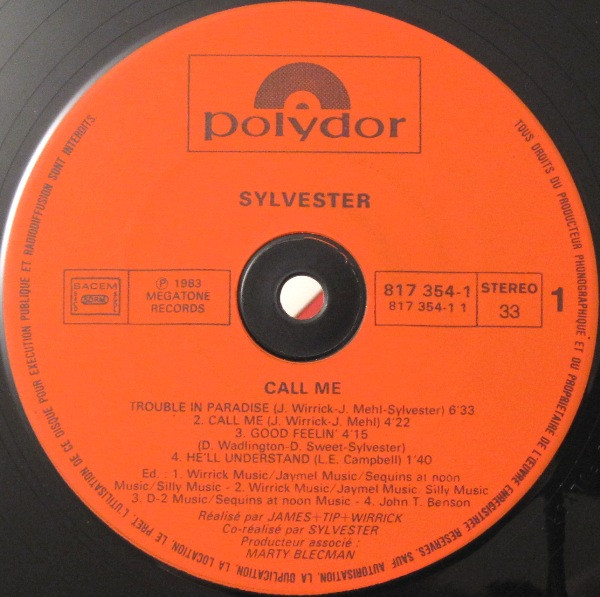 polydor
SYLVESTER
SACEM
SDRM
SACD
SGDL
℗ 1983
MEGATONE
RECORDS
817 354-1
817 354-1 1
STEREO
33
1
CALL ME
TROUBLE IN PARADISE (J. Wirrick-J. Mehl-Sylvester) 6'33
2. CALL ME (J. Wirrick-J. Mehl) 4'22
3. GOOD FEELIN' 4'15
(D. Wadlington-D. Sweet-Sylvester)
4. HE'LL UNDERSTAND (L.E. Campbell) 1'40
Ed. : 1. Wirrick Music/Jaymel Music/Sequins at noon
Music/Silly Music - 2. Wirrick Music/Jaymel Music. Silly Music
3. D-2 Music/Sequins at noon Music - 4. John T. Benson
Réalisé par JAMES+TIP+WIRRICK
Co-réalisé par SYLVESTER
Producteur associé :
MARTY BLECMAN
TOUS DROITS DU PRODUCTEUR PHONOGRAPHIQUE ET DU PROPRIETAIRE DE L'ŒUVRE ENREGISTREE RESERVES. SAUF AUTORISATION, LA DUPLICATION, LA LOCATION, LE PRET, L'UTILISATION DE CE DISQUE POUR EXECUTION PUBLIQUE ET RADIODIFFUSION SONT INTERDITS